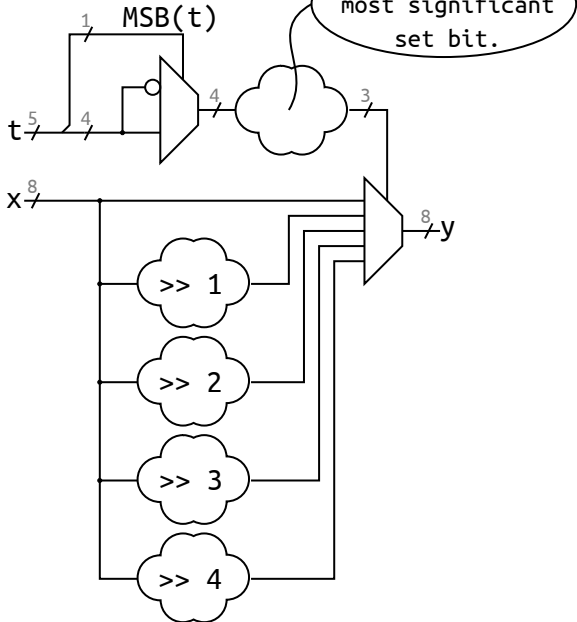 most significant
set bit.
1 MSB(t)
4
3
t 5 4
x 8
8 y
>> 1
>> 2
>> 3
>> 4